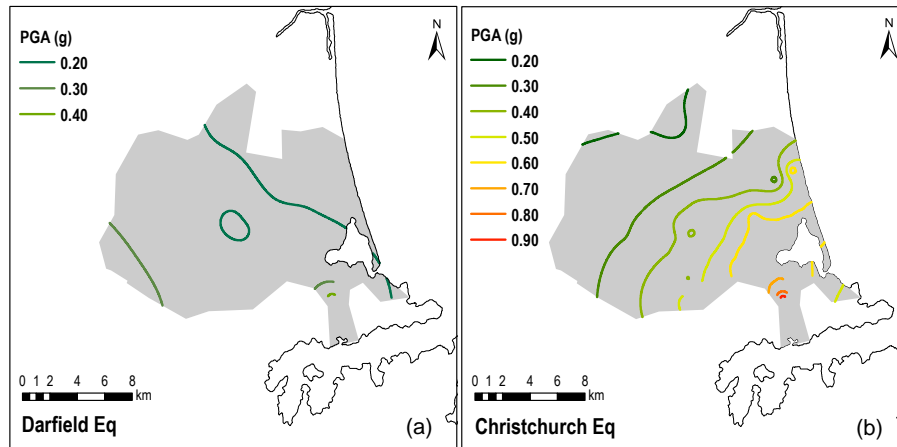 PGA (g)
0.20
0.30
0.40
N
0 1 2 4 6 8
km
Darfield Eq
(a)
PGA (g)
0.20
0.30
0.40
0.50
0.60
0.70
0.80
0.90
N
0 1 2 4 6 8
km
Christchurch Eq
(b)